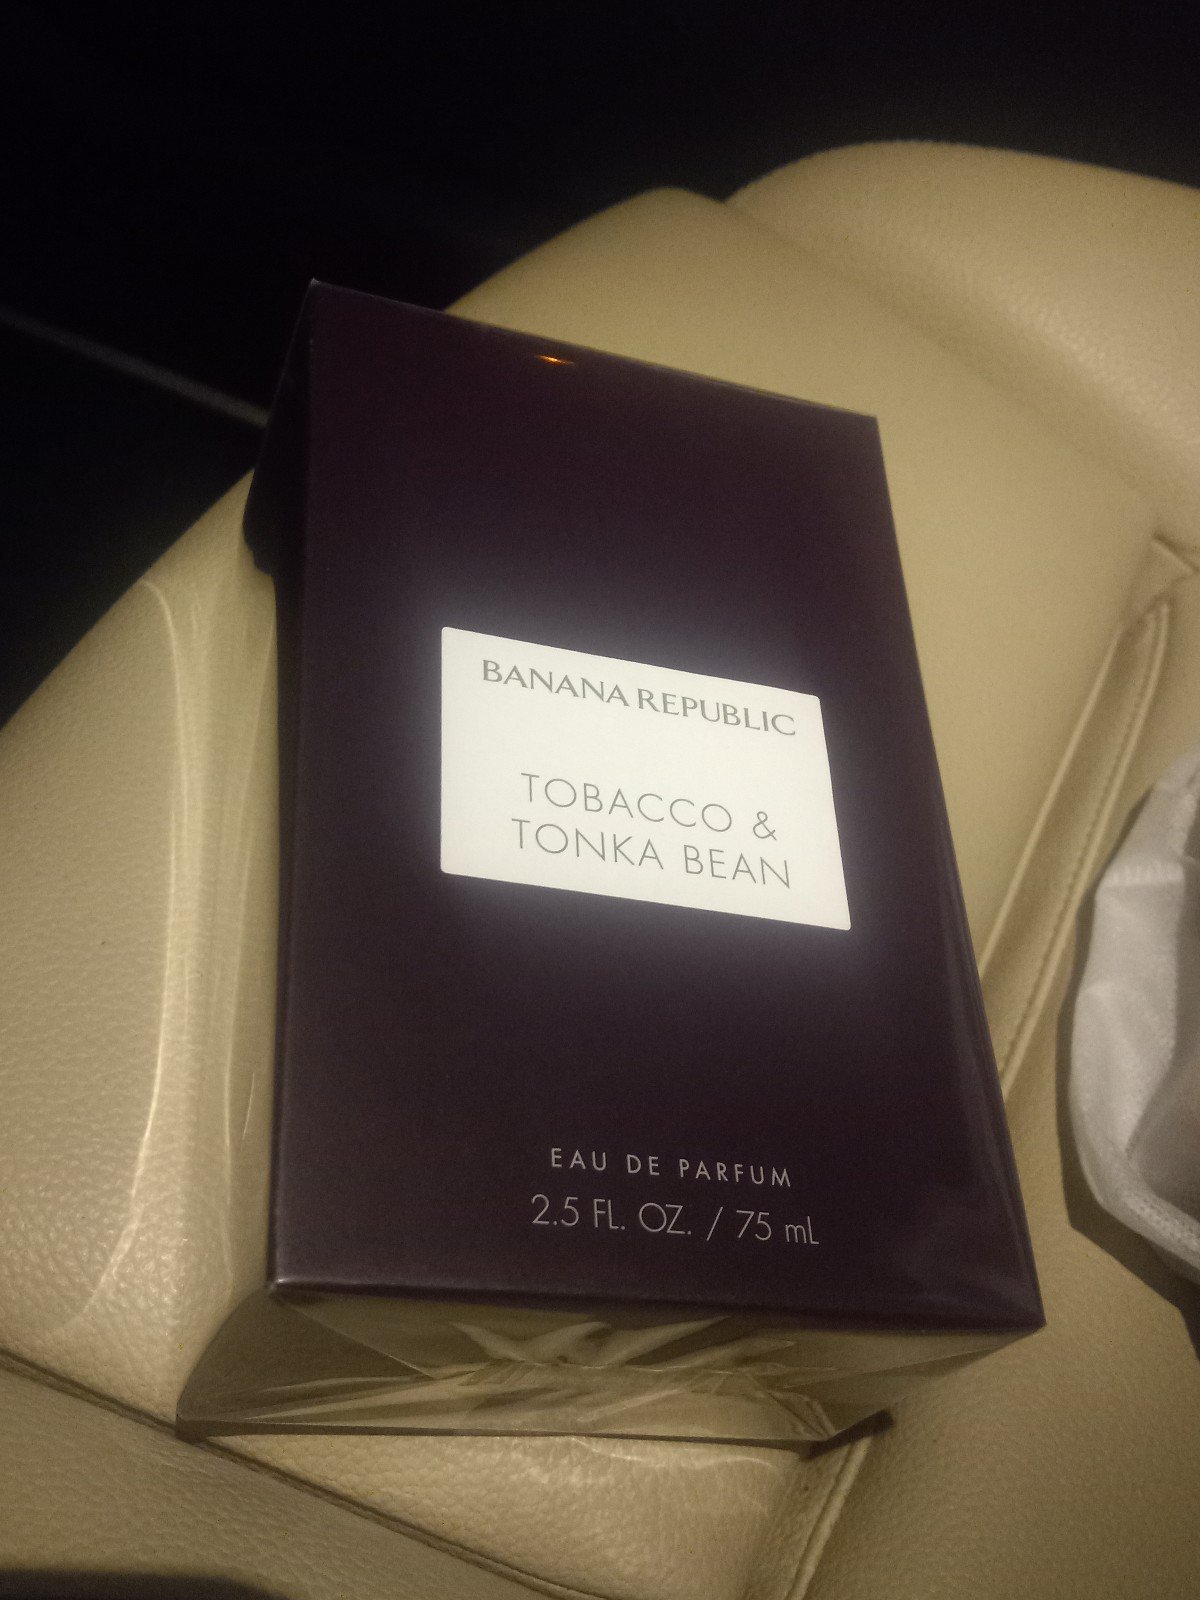 BANANA REPUBLIC
TOBACCO &
TONKA BEAN
EAU DE PARFUM
2.5 FL. OZ. / 75 mL